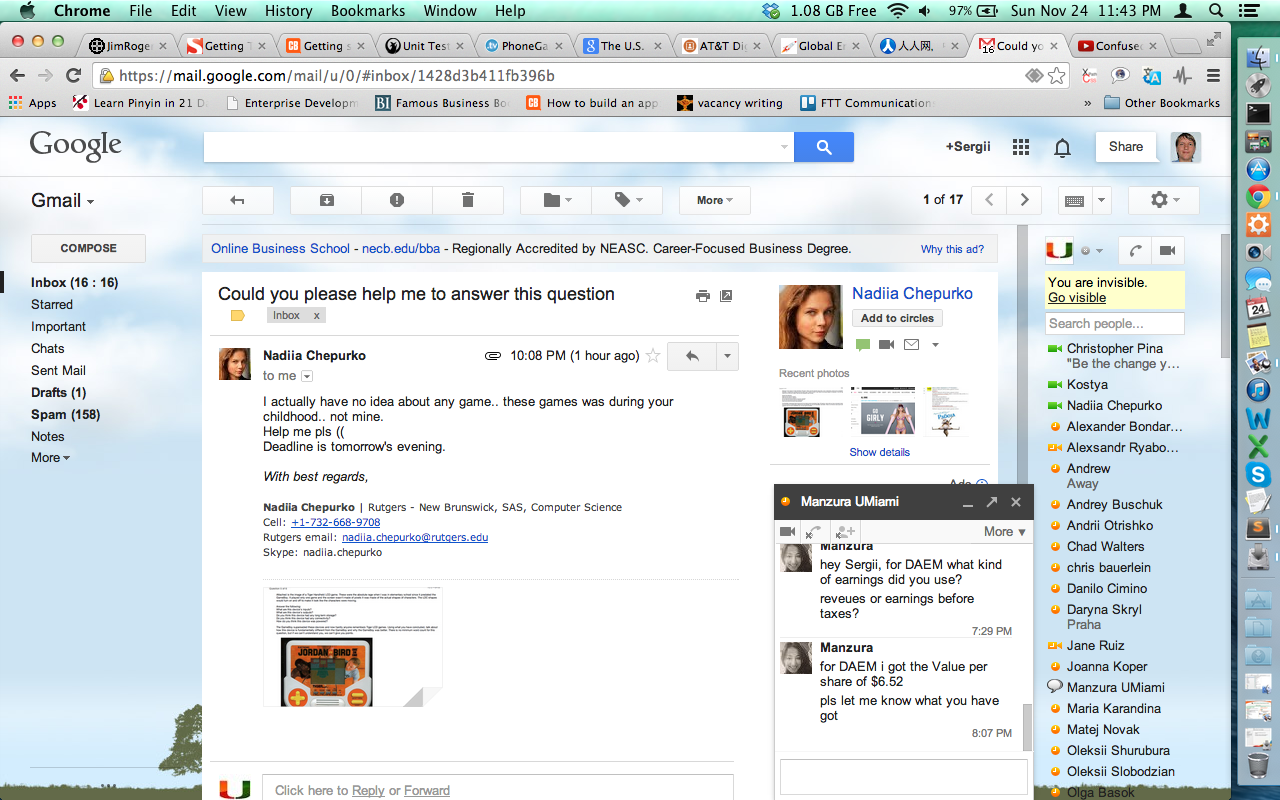 Chrome File Edit View History Bookmarks Window Help 1.08 GB Free 97% Sun Nov 24 11:43 PM
JimRoger Getting T Getting s Unit Test PhoneGa The U.S. AT&T Di Global E 人人网, Could yo Confused
16
https://mail.google.com/mail/u/0/#inbox/1428d3b411fb396b
Apps Learn Pinyin in 21 D Enterprise Developm BI Famous Business Bo CB How to build an app vacancy writing FTT Communication » Other Bookmarks
Google
+Sergii
Share
Gmail
More
1 of 17
COMPOSE
Inbox (16 : 16)
Starred
Important
Chats
Sent Mail
Drafts (1)
Spam (158)
Notes
More
Online Business School - necb.edu/bba - Regionally Accredited by NEASC. Career-Focused Business Degree. Why this ad?
Could you please help me to answer this question
Inbox x
Nadiia Chepurko 10:08 PM (1 hour ago)
to me
I actually have no idea about any game.. these games was during your
childhood.. not mine.
Help me pls ((
Deadline is tomorrow's evening.
With best regards,
Nadiia Chepurko | Rutgers - New Brunswick, SAS, Computer Science
Cell: +1-732-668-9708
Rutgers email: nadiia.chepurko@rutgers.edu
Skype: nadiia.chepurko
JORDAN BIRD
Click here to Reply or Forward
Nadiia Chepurko
Add to circles
Recent photos
GO
GIRLY
Show details
Ads
Manzura UMiami
More
Manzura
hey Sergii, for DAEM what kind
of earnings did you use?
reveues or earnings before
taxes?
7:29 PM
Manzura
for DAEM i got the Value per
share of $6.52
pls let me know what you have
got
8:07 PM
You are invisible.
Go visible
Search people...
Christopher Pina
"Be the change y...
Kostya
Nadiia Chepurko
Alexander Bondar...
Alexsandr Ryabo...
Andrew
Away
Andrey Buschuk
Andrii Otrishko
Chad Walters
chris bauerlein
Danilo Cimino
Daryna Skryl
Praha
Jane Ruiz
Joanna Koper
Manzura UMiami
Maria Karandina
Matej Novak
Oleksii Shurubura
Oleksii Slobodzian
Olga Basok
24